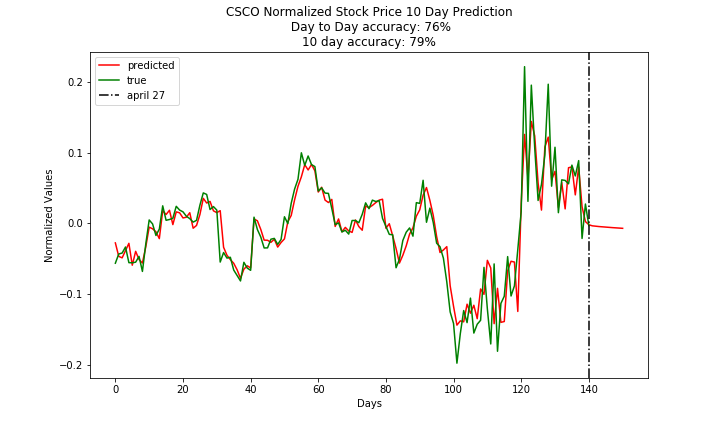 CSCO Normalized Stock Price 10 Day Prediction
Day to Day accuracy: 76%
10 day accuracy: 79%
predicted
true
april 27
0.2
0.1
0.0
−0.1
−0.2
Normalized Values
0 20 40 60 80 100 120 140
Days